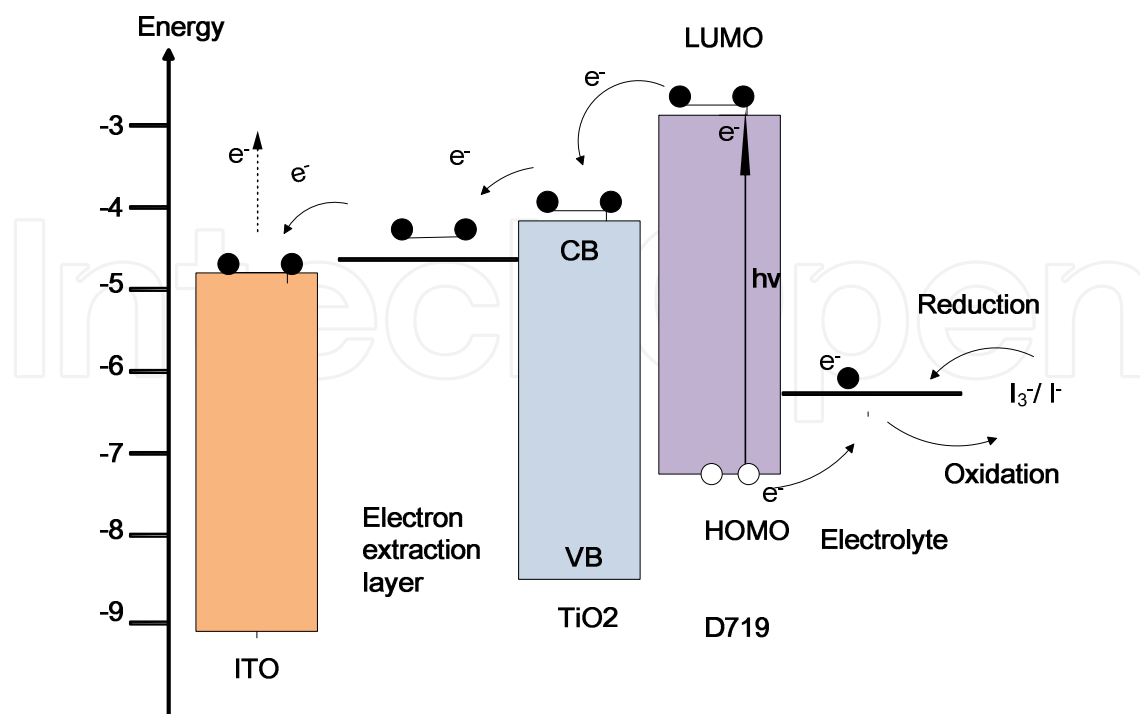 Energy
LUMO
e⁻
-3
e⁻
e⁻
e⁻
e⁻
-4
CB
-5
hv
Reduction
-6
e⁻
I₃⁻/ I⁻
-7
Oxidation
e⁻
Electron
extraction
layer
-8
HOMO
Electrolyte
VB
-9
TiO2
D719
ITO
IntechOpen